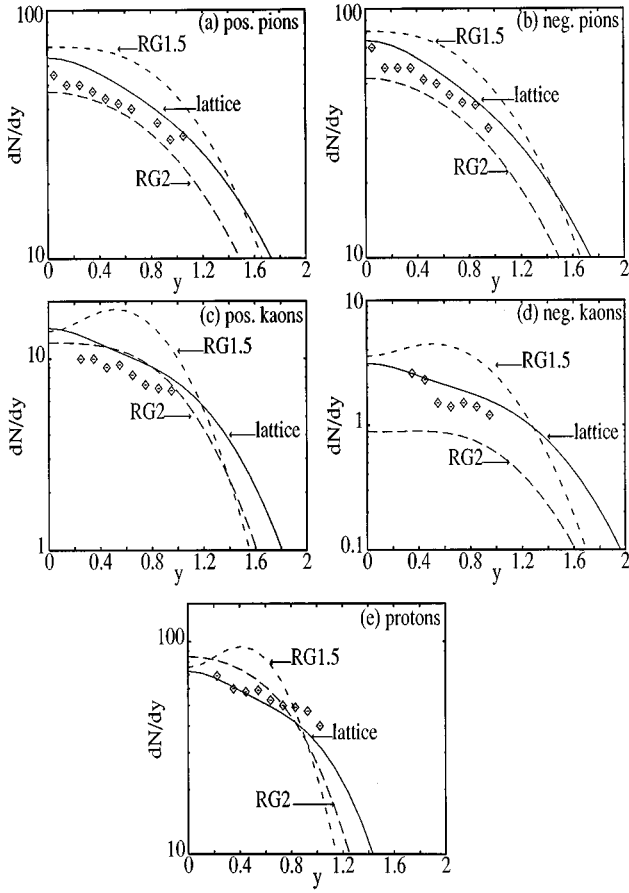 100
(a) pos. pions
RG1.5
lattice
RG2
dN/dy
10
0 0.4 0.8 1.2 1.6 2
y
100
(b) neg. pions
RG1.5
lattice
RG2
dN/dy
10
0 0.4 0.8 1.2 1.6 2
y
(c) pos. kaons
RG1.5
10
RG2
lattice
dN/dy
1
0 0.4 0.8 1.2 1.6 2
y
10
(d) neg. kaons
RG1.5
1
lattice
RG2
dN/dy
0.1
0 0.4 0.8 1.2 1.6 2
y
(e) protons
100
RG1.5
lattice
RG2
dN/dy
10
0 0.4 0.8 1.2 1.6 2
y